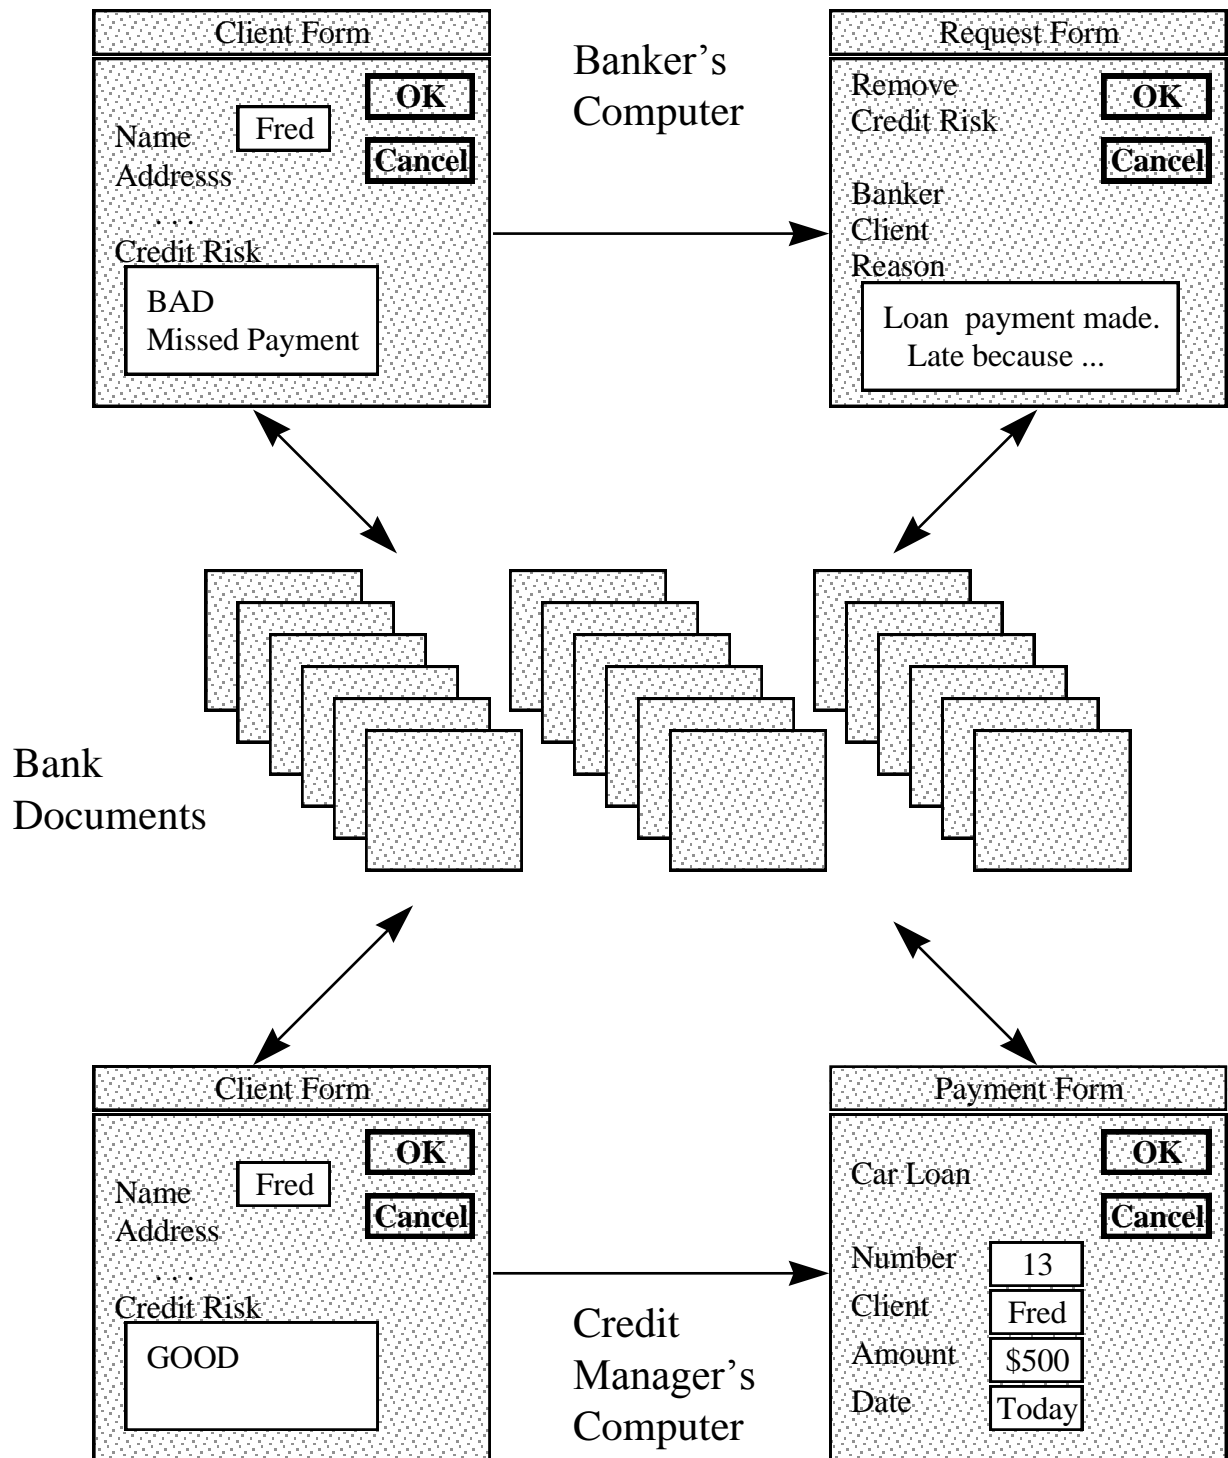 Client Form
OK
Name
Fred
Cancel
Addresss
. . .
Credit Risk
BAD
Missed Payment
Banker’s
Computer
Request Form
Remove
Credit Risk
OK
Cancel
Banker
Client
Reason
Loan payment made.
Late because ...
Bank
Documents
Client Form
OK
Name
Fred
Cancel
Address
. . .
Credit Risk
GOOD
Credit
Manager’s
Computer
Payment Form
OK
Car Loan
Cancel
Number 13
Client Fred
Amount $500
Date Today